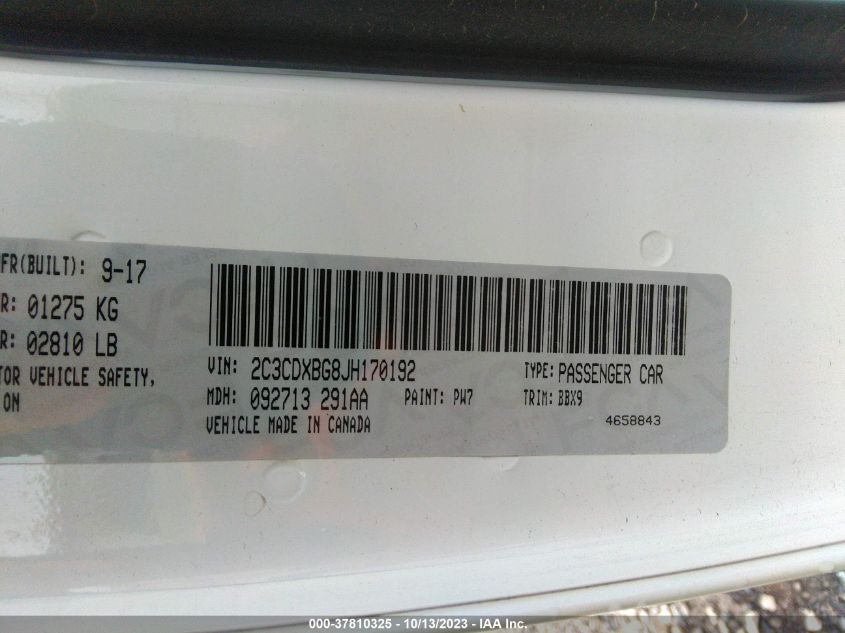 FR(BUILT): 9-17
R: 01275 KG
R: 02810 LB
TOR VEHICLE SAFETY,
ON
VIN: 2C3CDXBG8JH170192 TYPE: PASSENGER CAR
MDH: 092713 291AA PAINT: PW7 TRIM: BBX9
VEHICLE MADE IN CANADA 4658843
000-37810325 | 10/13/2023 - IAA Inc.